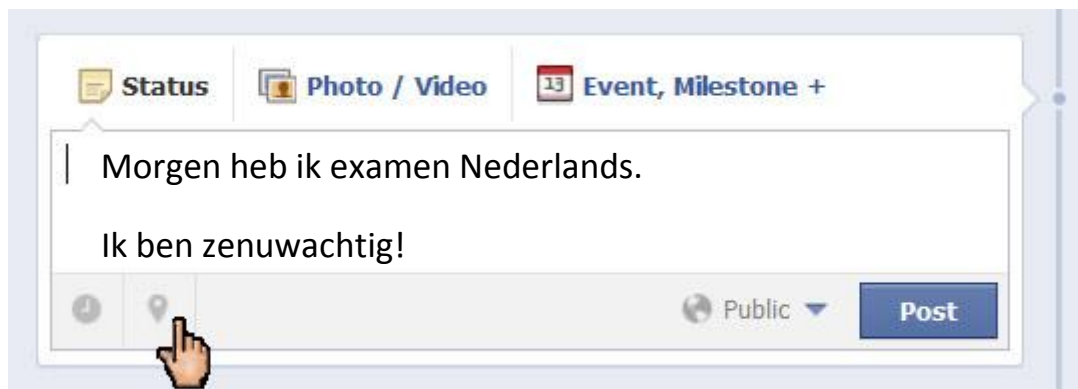 Status Photo / Video 13 Event, Milestone +
Morgen heb ik examen Nederlands.
Ik ben zenuwachtig!
Public Post